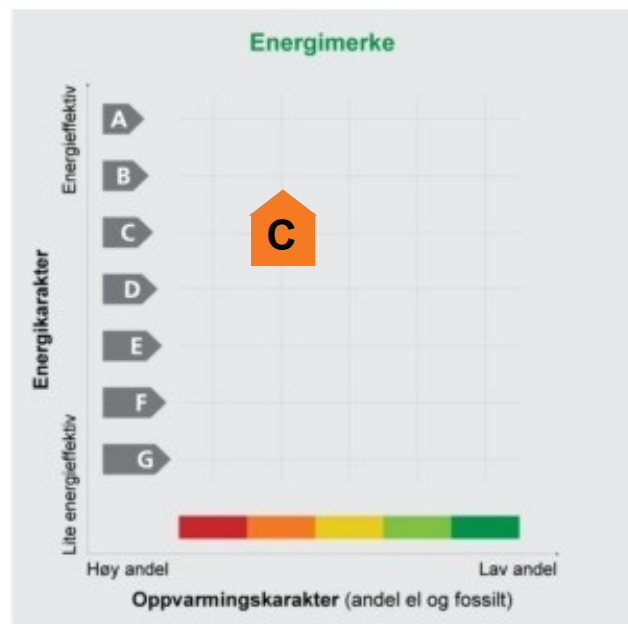 Energimerke
Energieffektiv
Energikarakter
Lite energieffektiv
A
B
C
C
D
E
F
G
Høy andel
Lav andel
Oppvarmingskarakter (andel el og fossilt)